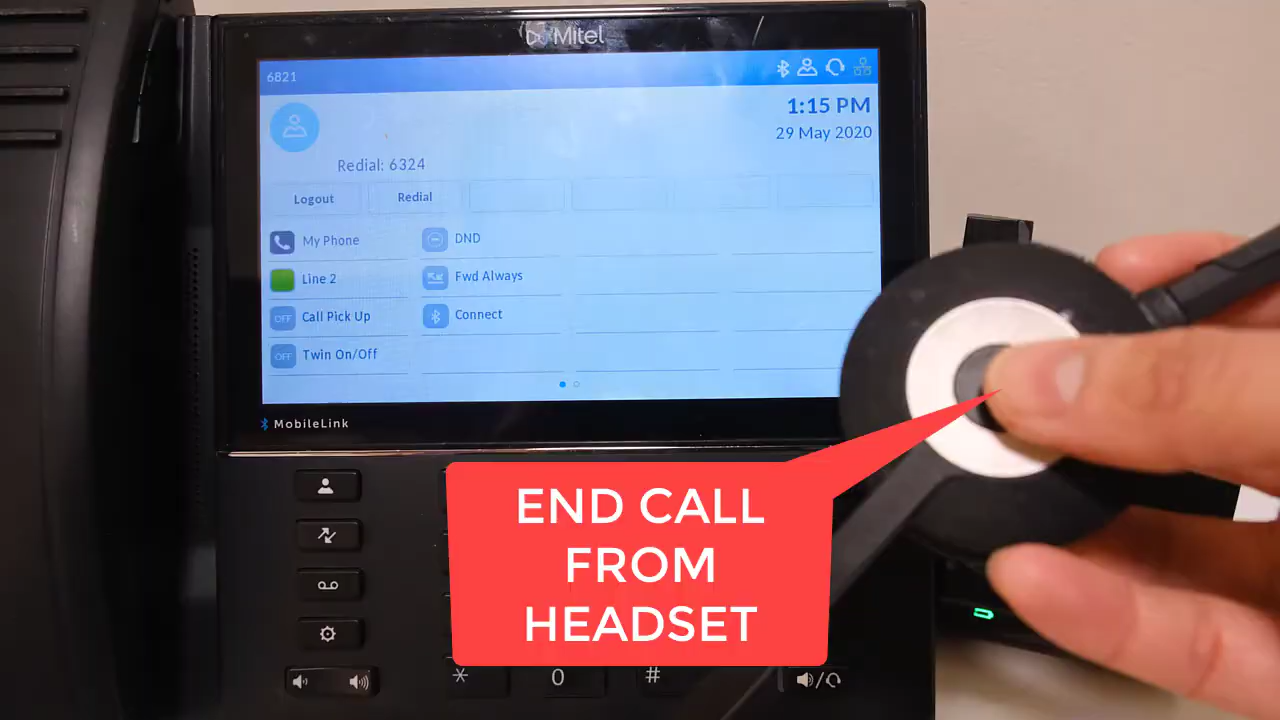 Mitel
6821
1:15 PM
29 May 2020
Redial: 6324
Logout Redial
My Phone DND
Line 2 Fwd Always
OFF Call Pick Up Connect
OFF Twin On/Off
MobileLink
END CALL
FROM
HEADSET
* 0 #